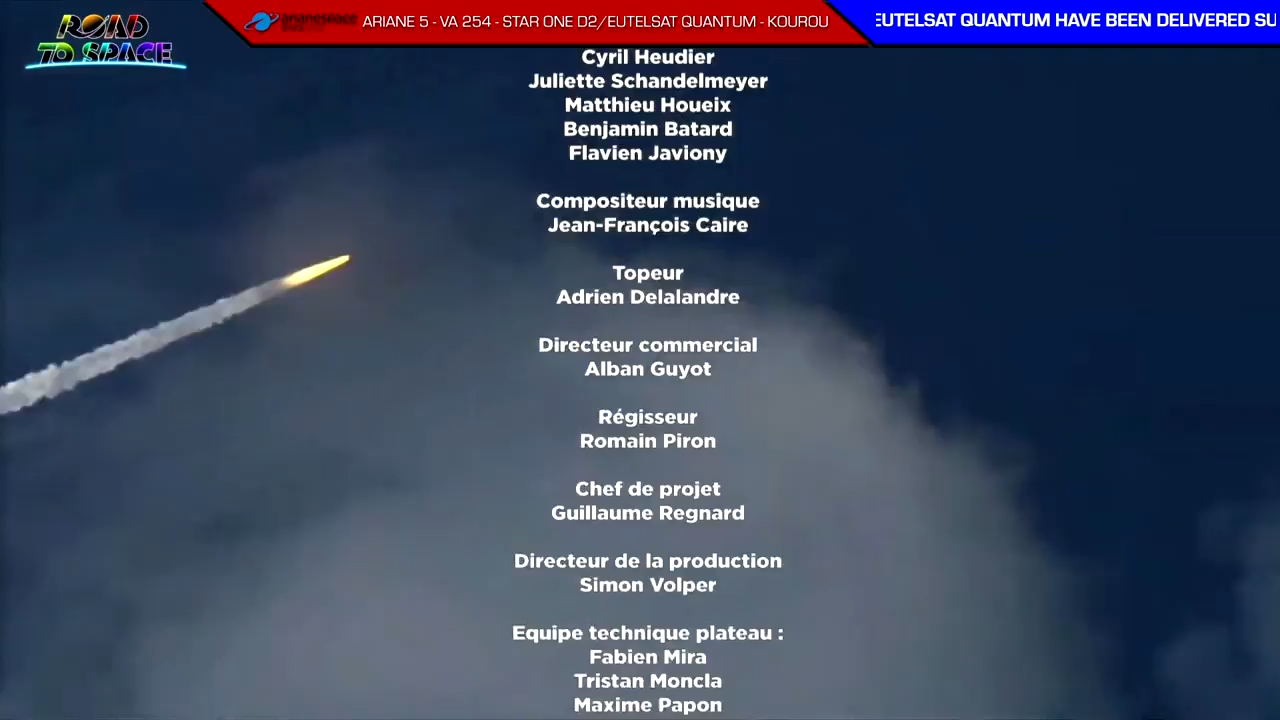 ROAD
TO SPACE
arianespace
ARIANE 5 - VA 254 - STAR ONE D2/EUTELSAT QUANTUM - KOUROU
EUTELSAT QUANTUM HAVE BEEN DELIVERED SU
Cyril Heudier
Juliette Schandelmeyer
Matthieu Houeix
Benjamin Batard
Flavien Javiony
Compositeur musique
Jean-François Caire
Topeur
Adrien Delalandre
Directeur commercial
Alban Guyot
Régisseur
Romain Piron
Chef de projet
Guillaume Regnard
Directeur de la production
Simon Volper
Equipe technique plateau :
Fabien Mira
Tristan Moncla
Maxime Papon